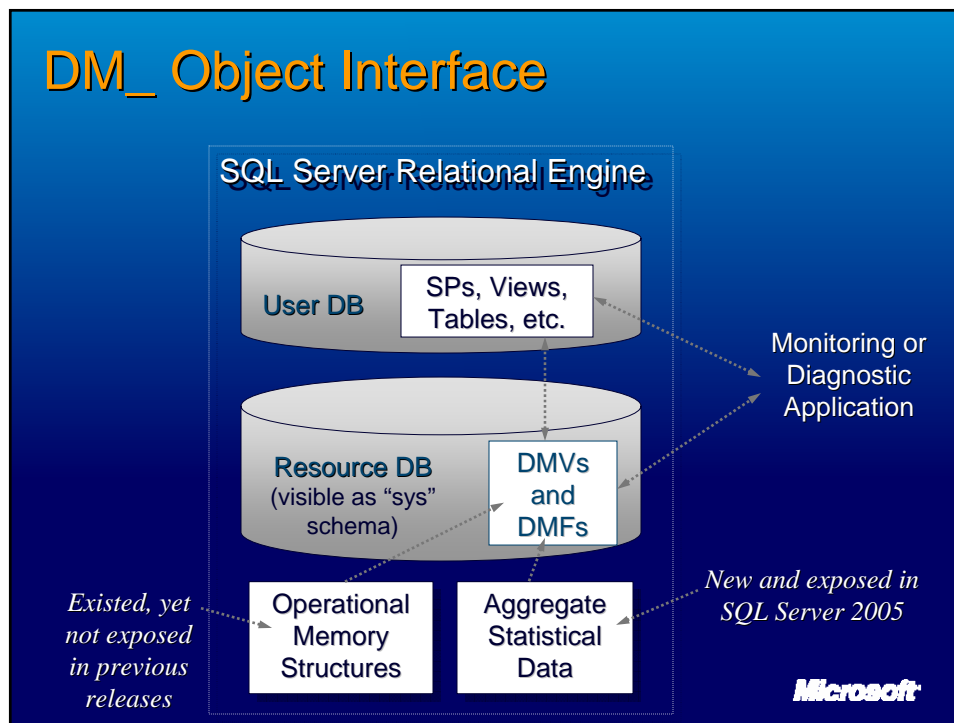 DM_ Object Interface
SQL Server Relational Engine
User DB
SPs, Views,
Tables, etc.
Monitoring or
Diagnostic
Application
Resource DB
(visible as “sys”
schema)
DMVs
and
DMFs
Existed, yet
not exposed
in previous
releases
Operational
Memory
Structures
Aggregate
Statistical
Data
New and exposed in
SQL Server 2005
Microsoft